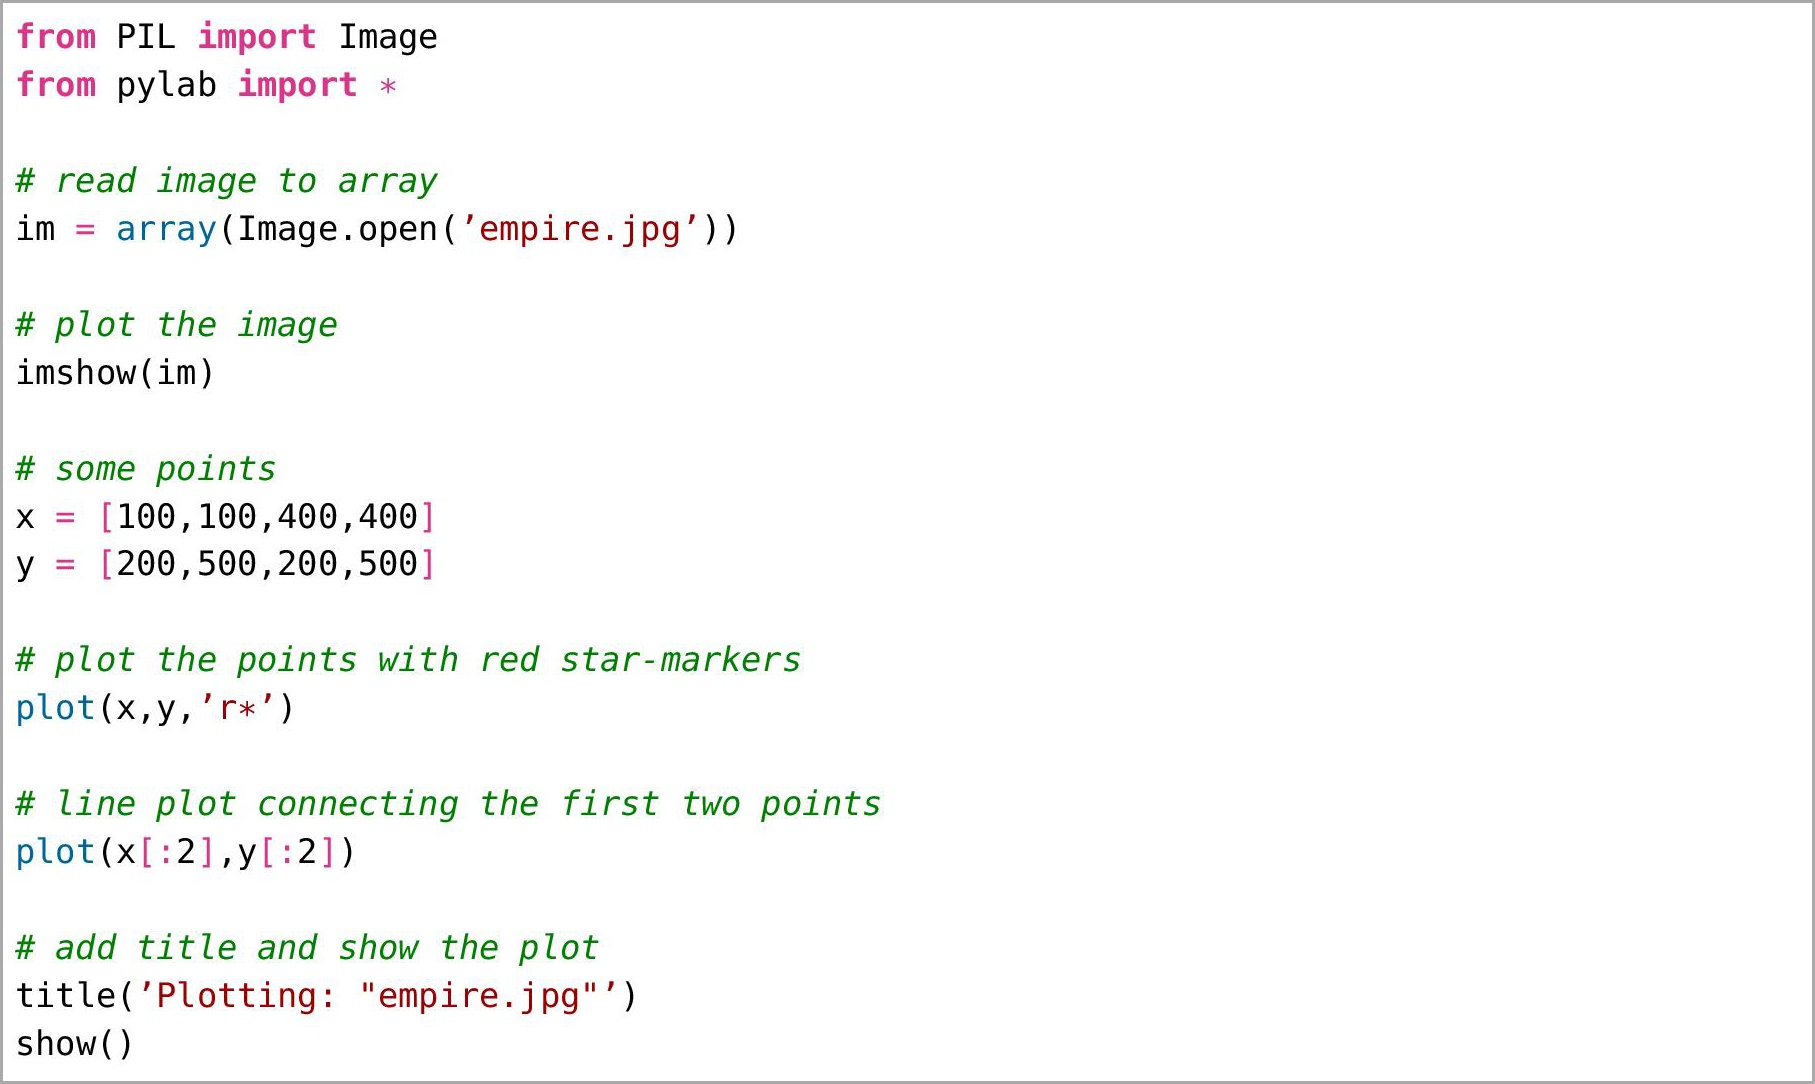 from PIL import Image
from pylab import *
# read image to array
im = array(Image.open(’empire.jpg’))
# plot the image
imshow(im)
# some points
x = [100,100,400,400]
y = [200,500,200,500]
# plot the points with red star-markers
plot(x,y,’r*’)
# line plot connecting the first two points
plot(x[:2],y[:2])
# add title and show the plot
title(’Plotting: "empire.jpg"’)
show()